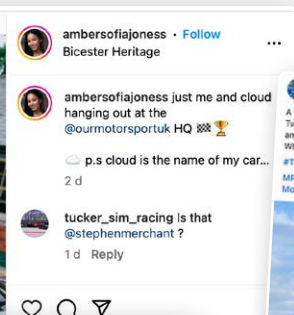 ambersofiajoness • Follow
Bicester Heritage
ambersofiajoness just me and cloud
hanging out at the
@ourmotorsportuk HQ 🏁 🏆
☁️ p.s cloud is the name of my car...
2 d
tucker_sim_racing Is that
@stephenmerchant ?
1 d Reply
A
#T